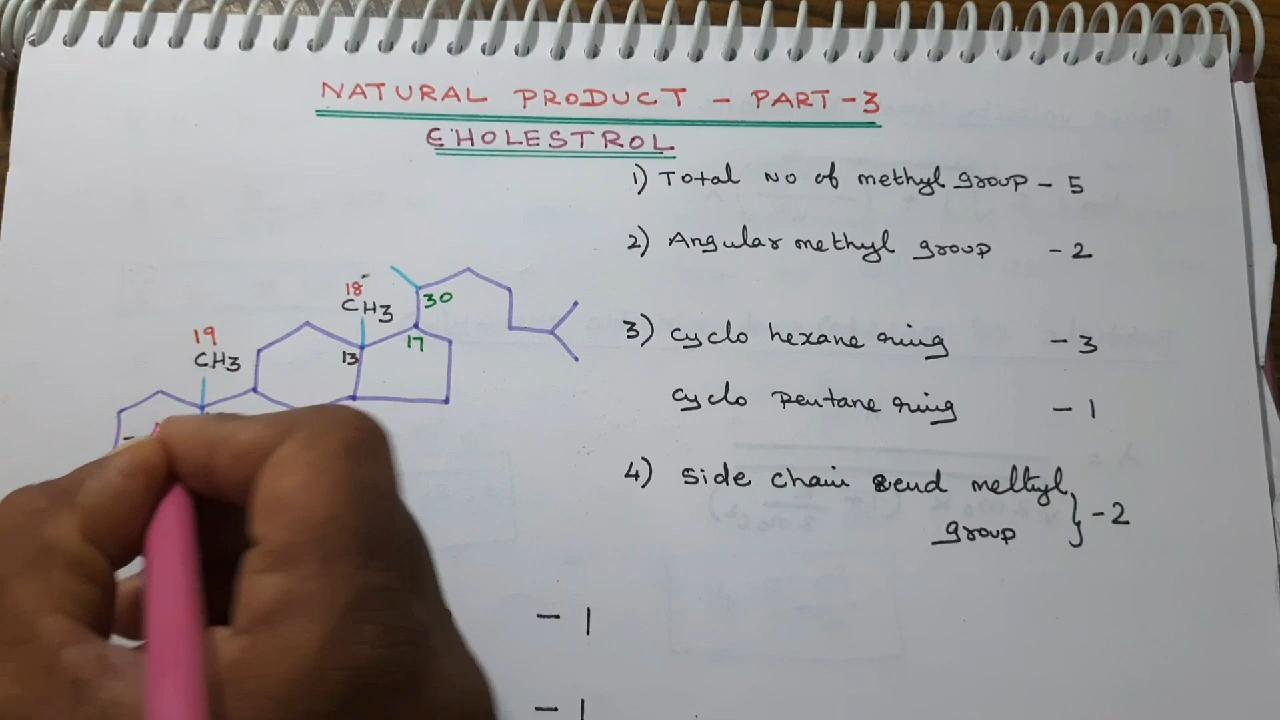 NATURAL PRODUCT - PART-3
CHOLESTROL
1) Total No of methyl group - 5
2) Angular methyl group - 2
3) cyclo hexane ring - 3
cyclo pentane ring - 1
4) side chain end methyl
group } - 2
18
CH3
30
19
CH3
13
17
- 1
- 1